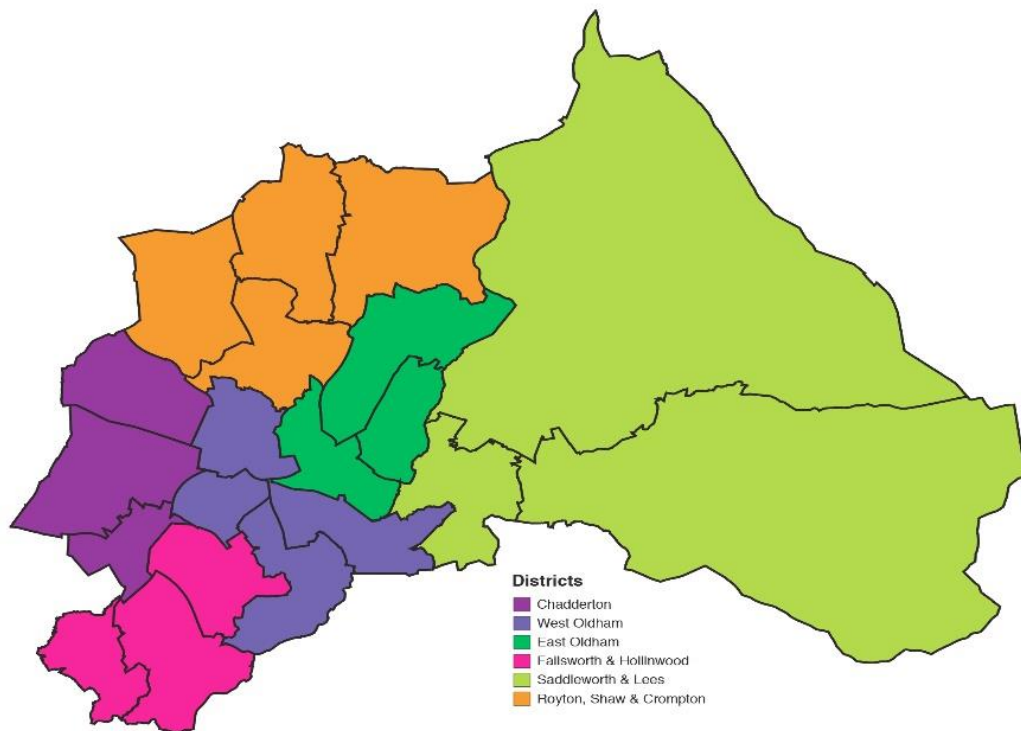 Districts
Chadderton
West Oldham
East Oldham
Failsworth & Hollinwood
Saddleworth & Lees
Royton, Shaw & Crompton